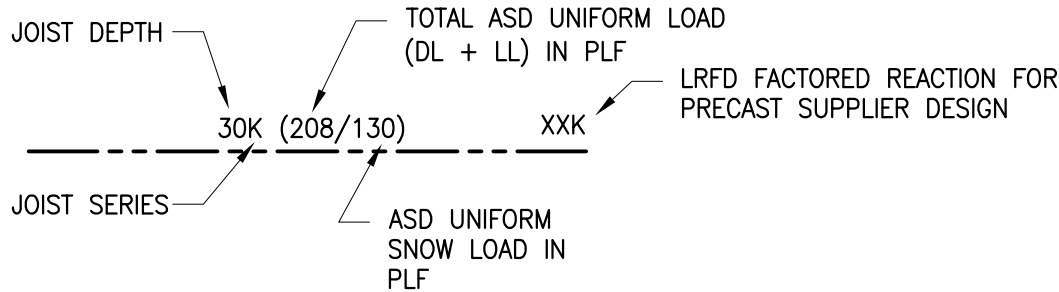 JOIST DEPTH
TOTAL ASD UNIFORM LOAD
(DL + LL) IN PLF
LRFD FACTORED REACTION FOR
PRECAST SUPPLIER DESIGN
30K (208/130)
XXK
JOIST SERIES
ASD UNIFORM
SNOW LOAD IN
PLF